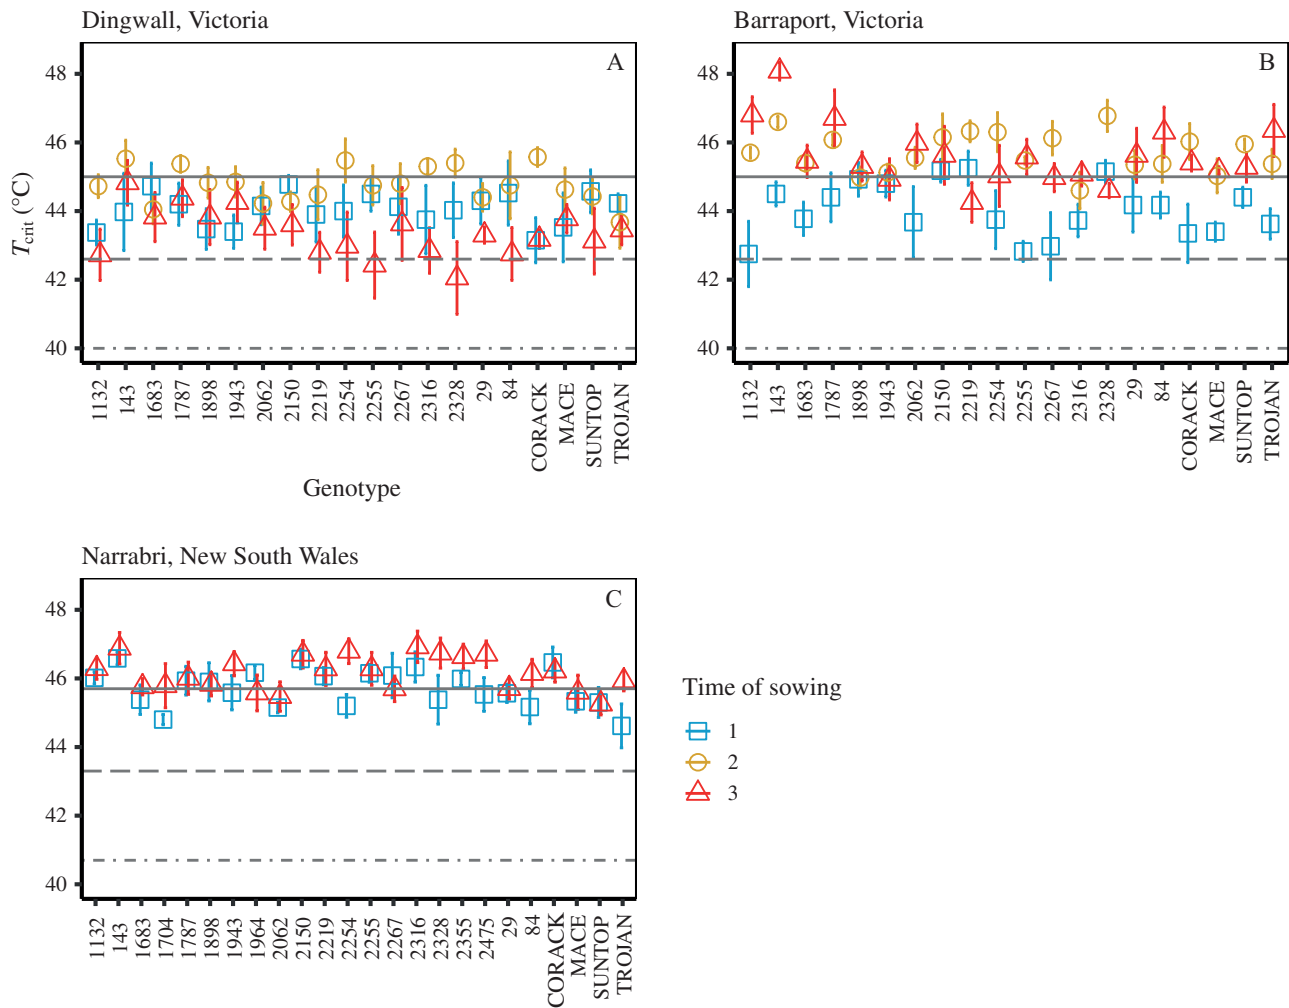 Dingwall, Victoria
A
48
46
44
42
40
T crit (°C)
1132 143 1683 1787 1898 1943 2062 2150 2219 2254 2255 2267 2316 2328 29 84 CORACK MACE SUNTOP TROJAN
Genotype
Barraport, Victoria
B
48
46
44
42
40
1132 143 1683 1787 1898 1943 2062 2150 2219 2254 2255 2267 2316 2328 29 84 CORACK MACE SUNTOP TROJAN
Narrabri, New South Wales
C
48
46
44
42
40
1132 143 1683 1704 1787 1898 1943 1964 2062 2150 2219 2254 2255 2267 2316 2328 2355 2475 29 84 CORACK MACE SUNTOP TROJAN
Time of sowing
1
2
3